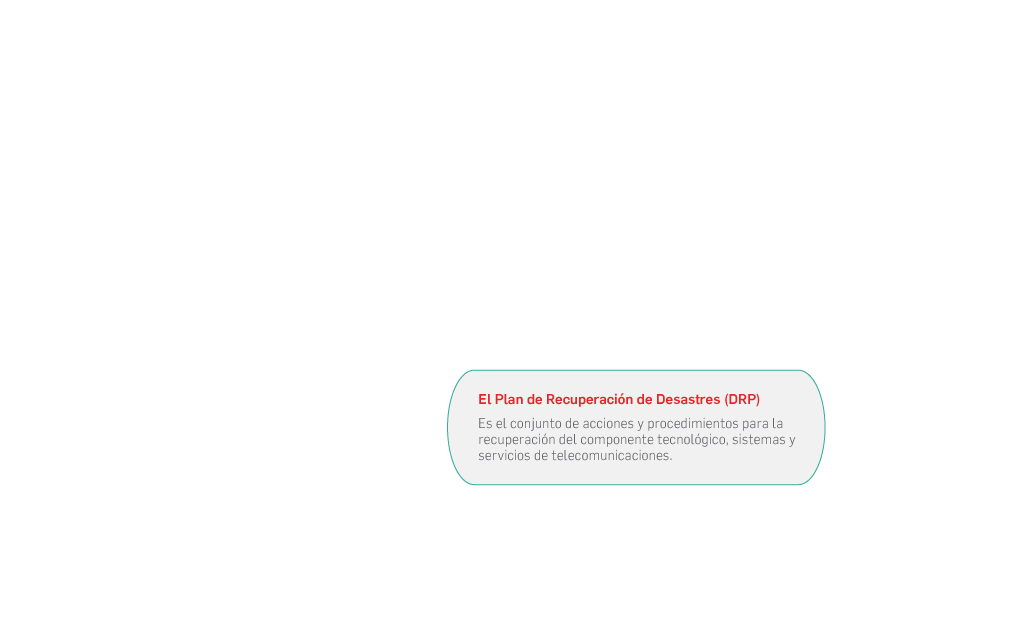 El Plan de Recuperación de Desastres (DRP)
Es el conjunto de acciones y procedimientos para la
recuperación del componente tecnológico, sistemas y
servicios de telecomunicaciones.